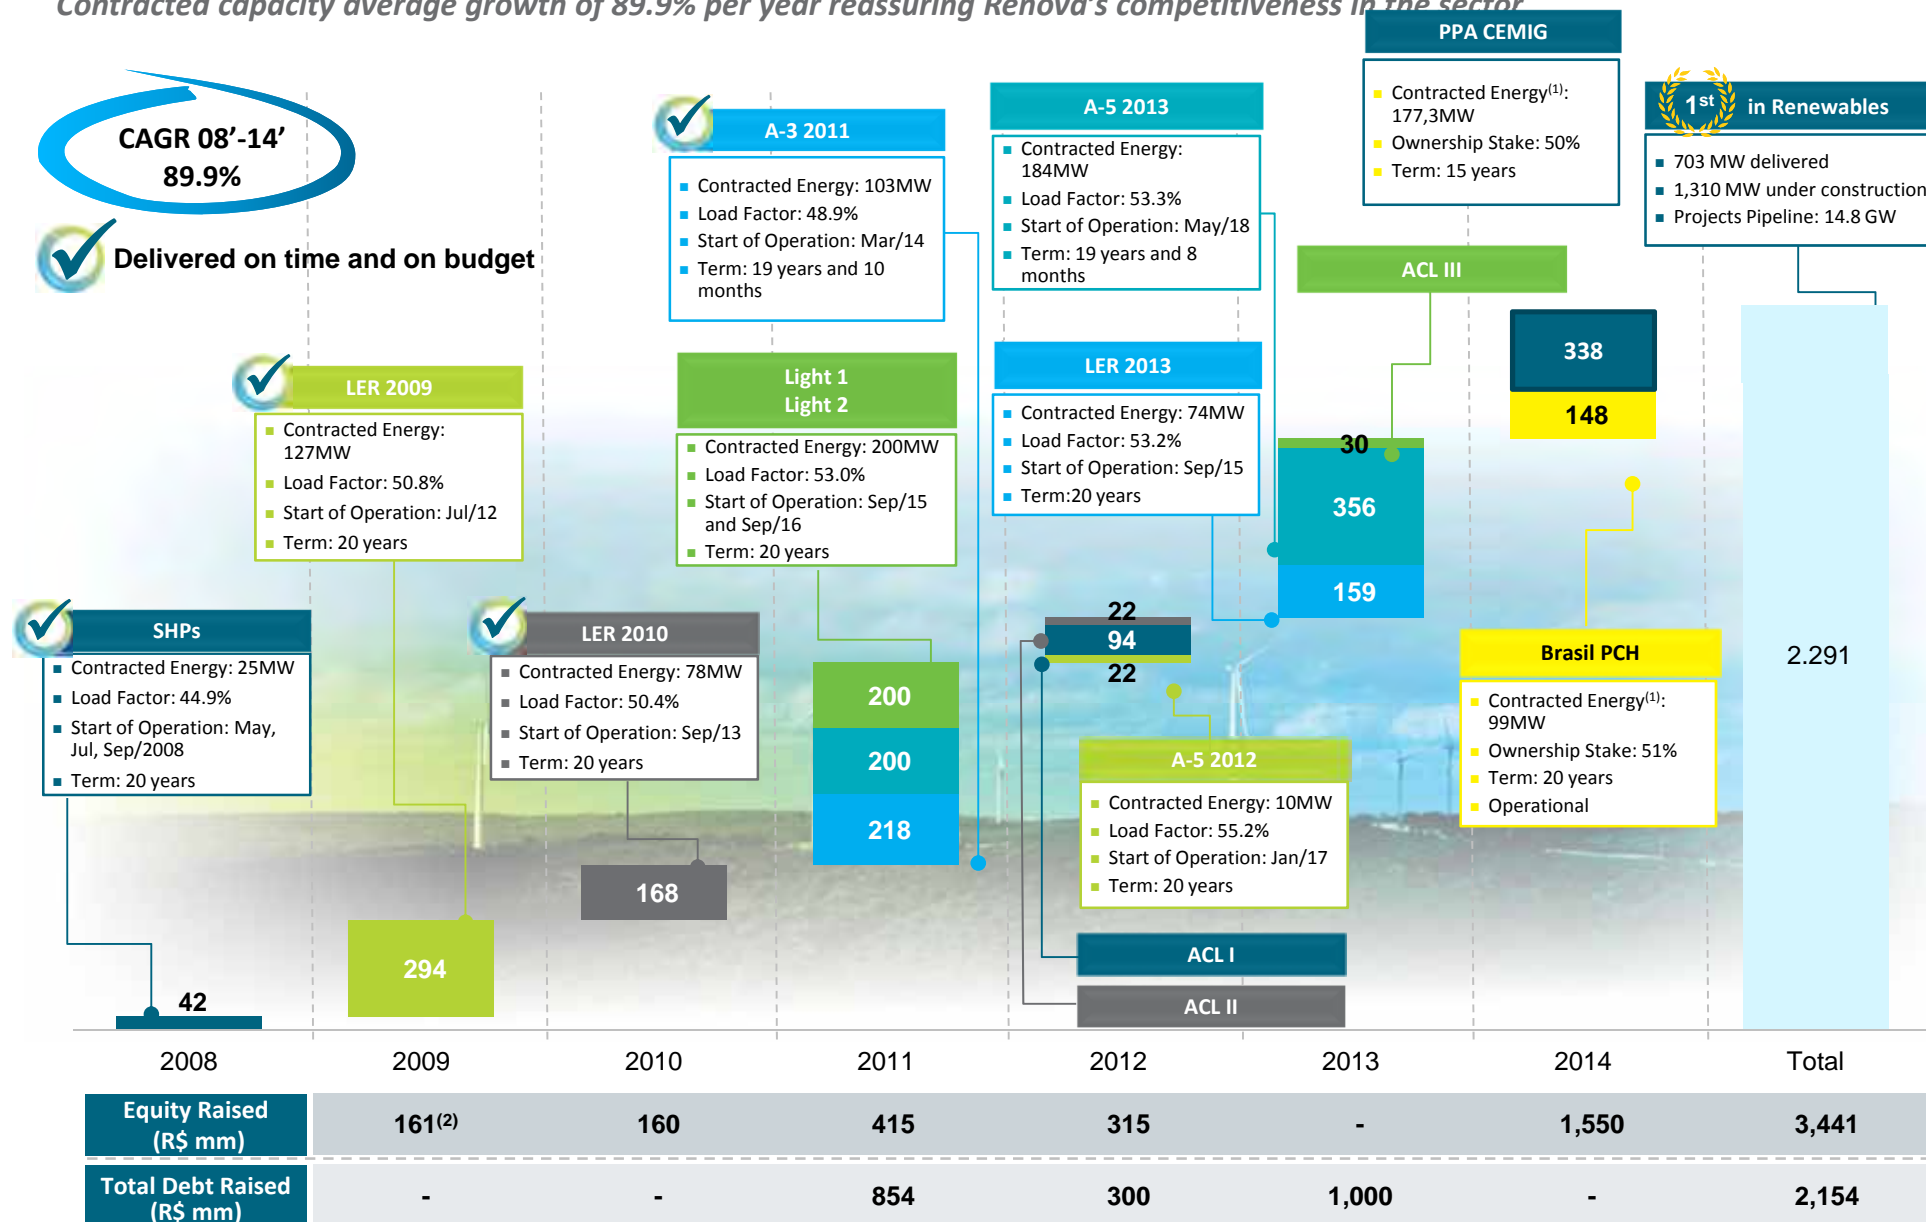 Contracted capacity average growth of 89.9% per year reassuring Renova's competitiveness in the sector
CAGR 08'-14'
89.9%
Delivered on time and on budget
SHPs
Contracted Energy: 25MW
Load Factor: 44.9%
Start of Operation: May,
Jul, Sep/2008
Term: 20 years
LER 2009
Contracted Energy:
127MW
Load Factor: 50.8%
Start of Operation: Jul/12
Term: 20 years
LER 2010
Contracted Energy: 78MW
Load Factor: 50.4%
Start of Operation: Sep/13
Term: 20 years
A-3 2011
Contracted Energy: 103MW
Load Factor: 48.9%
Start of Operation: Mar/14
Term: 19 years and 10
months
Light 1
Light 2
Contracted Energy: 200MW
Load Factor: 53.0%
Start of Operation: Sep/15
and Sep/16
Term: 20 years
A-5 2013
Contracted Energy:
184MW
Load Factor: 53.3%
Start of Operation: May/18
Term: 19 years and 8
months
LER 2013
Contracted Energy: 74MW
Load Factor: 53.2%
Start of Operation: Sep/15
Term:20 years
A-5 2012
Contracted Energy: 10MW
Load Factor: 55.2%
Start of Operation: Jan/17
Term: 20 years
ACL I
ACL II
ACL III
PPA CEMIG
Contracted Energy(1):
177,3MW
Ownership Stake: 50%
Term: 15 years
Brasil PCH
Contracted Energy(1):
99MW
Ownership Stake: 51%
Term: 20 years
Operational
1st in Renewables
703 MW delivered
1,310 MW under construction
Projects Pipeline: 14.8 GW
42
294
168
200
200
218
22
94
22
30
356
159
338
148
2.291
2008 2009 2010 2011 2012 2013 2014 Total
Equity Raised
(R$ mm)
161(2) 160 415 315 - 1,550 3,441
Total Debt Raised
(R$ mm)
- - 854 300 1,000 - 2,154